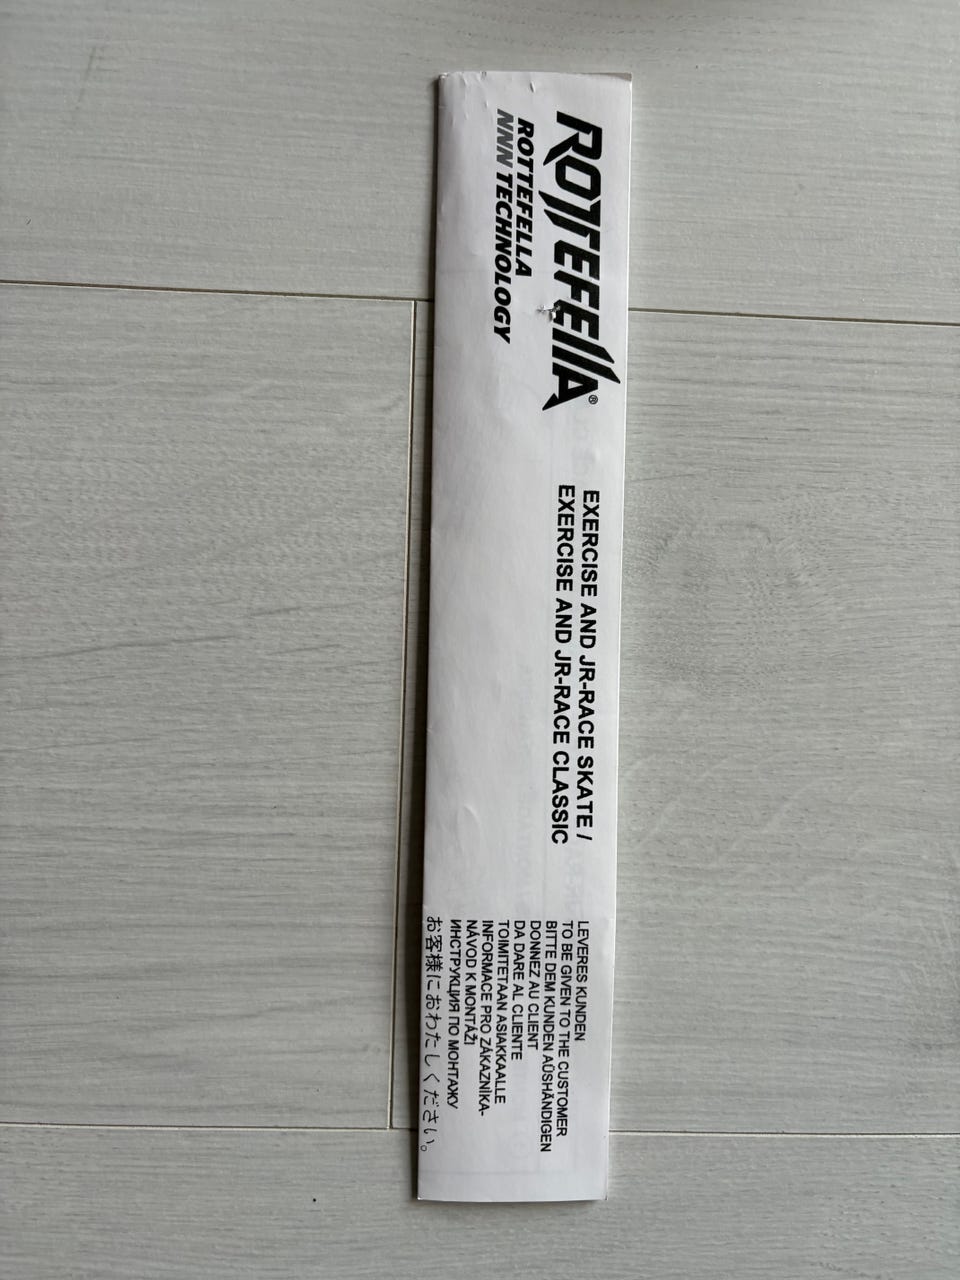 ROTTEFELLA®
ROTTEFELLA
NNN TECHNOLOGY
EXERCISE AND JR-RACE SKATE /
EXERCISE AND JR-RACE CLASSIC
LEVERES KUNDEN
TO BE GIVEN TO THE CUSTOMER
BITTE DEM KUNDEN AÜSHÄNDIGEN
DONNEZ AU CLIENT
DA DARE AL CLIENTE
TOIMITETAAN ASIAKKAALLE
INFORMACE PRO ZÁKAZNÍKA-
NÁVOD K MONTÁŽI
ИНСТРУКЦИЯ ПО МОНТАЖУ
お客様におわたしください。